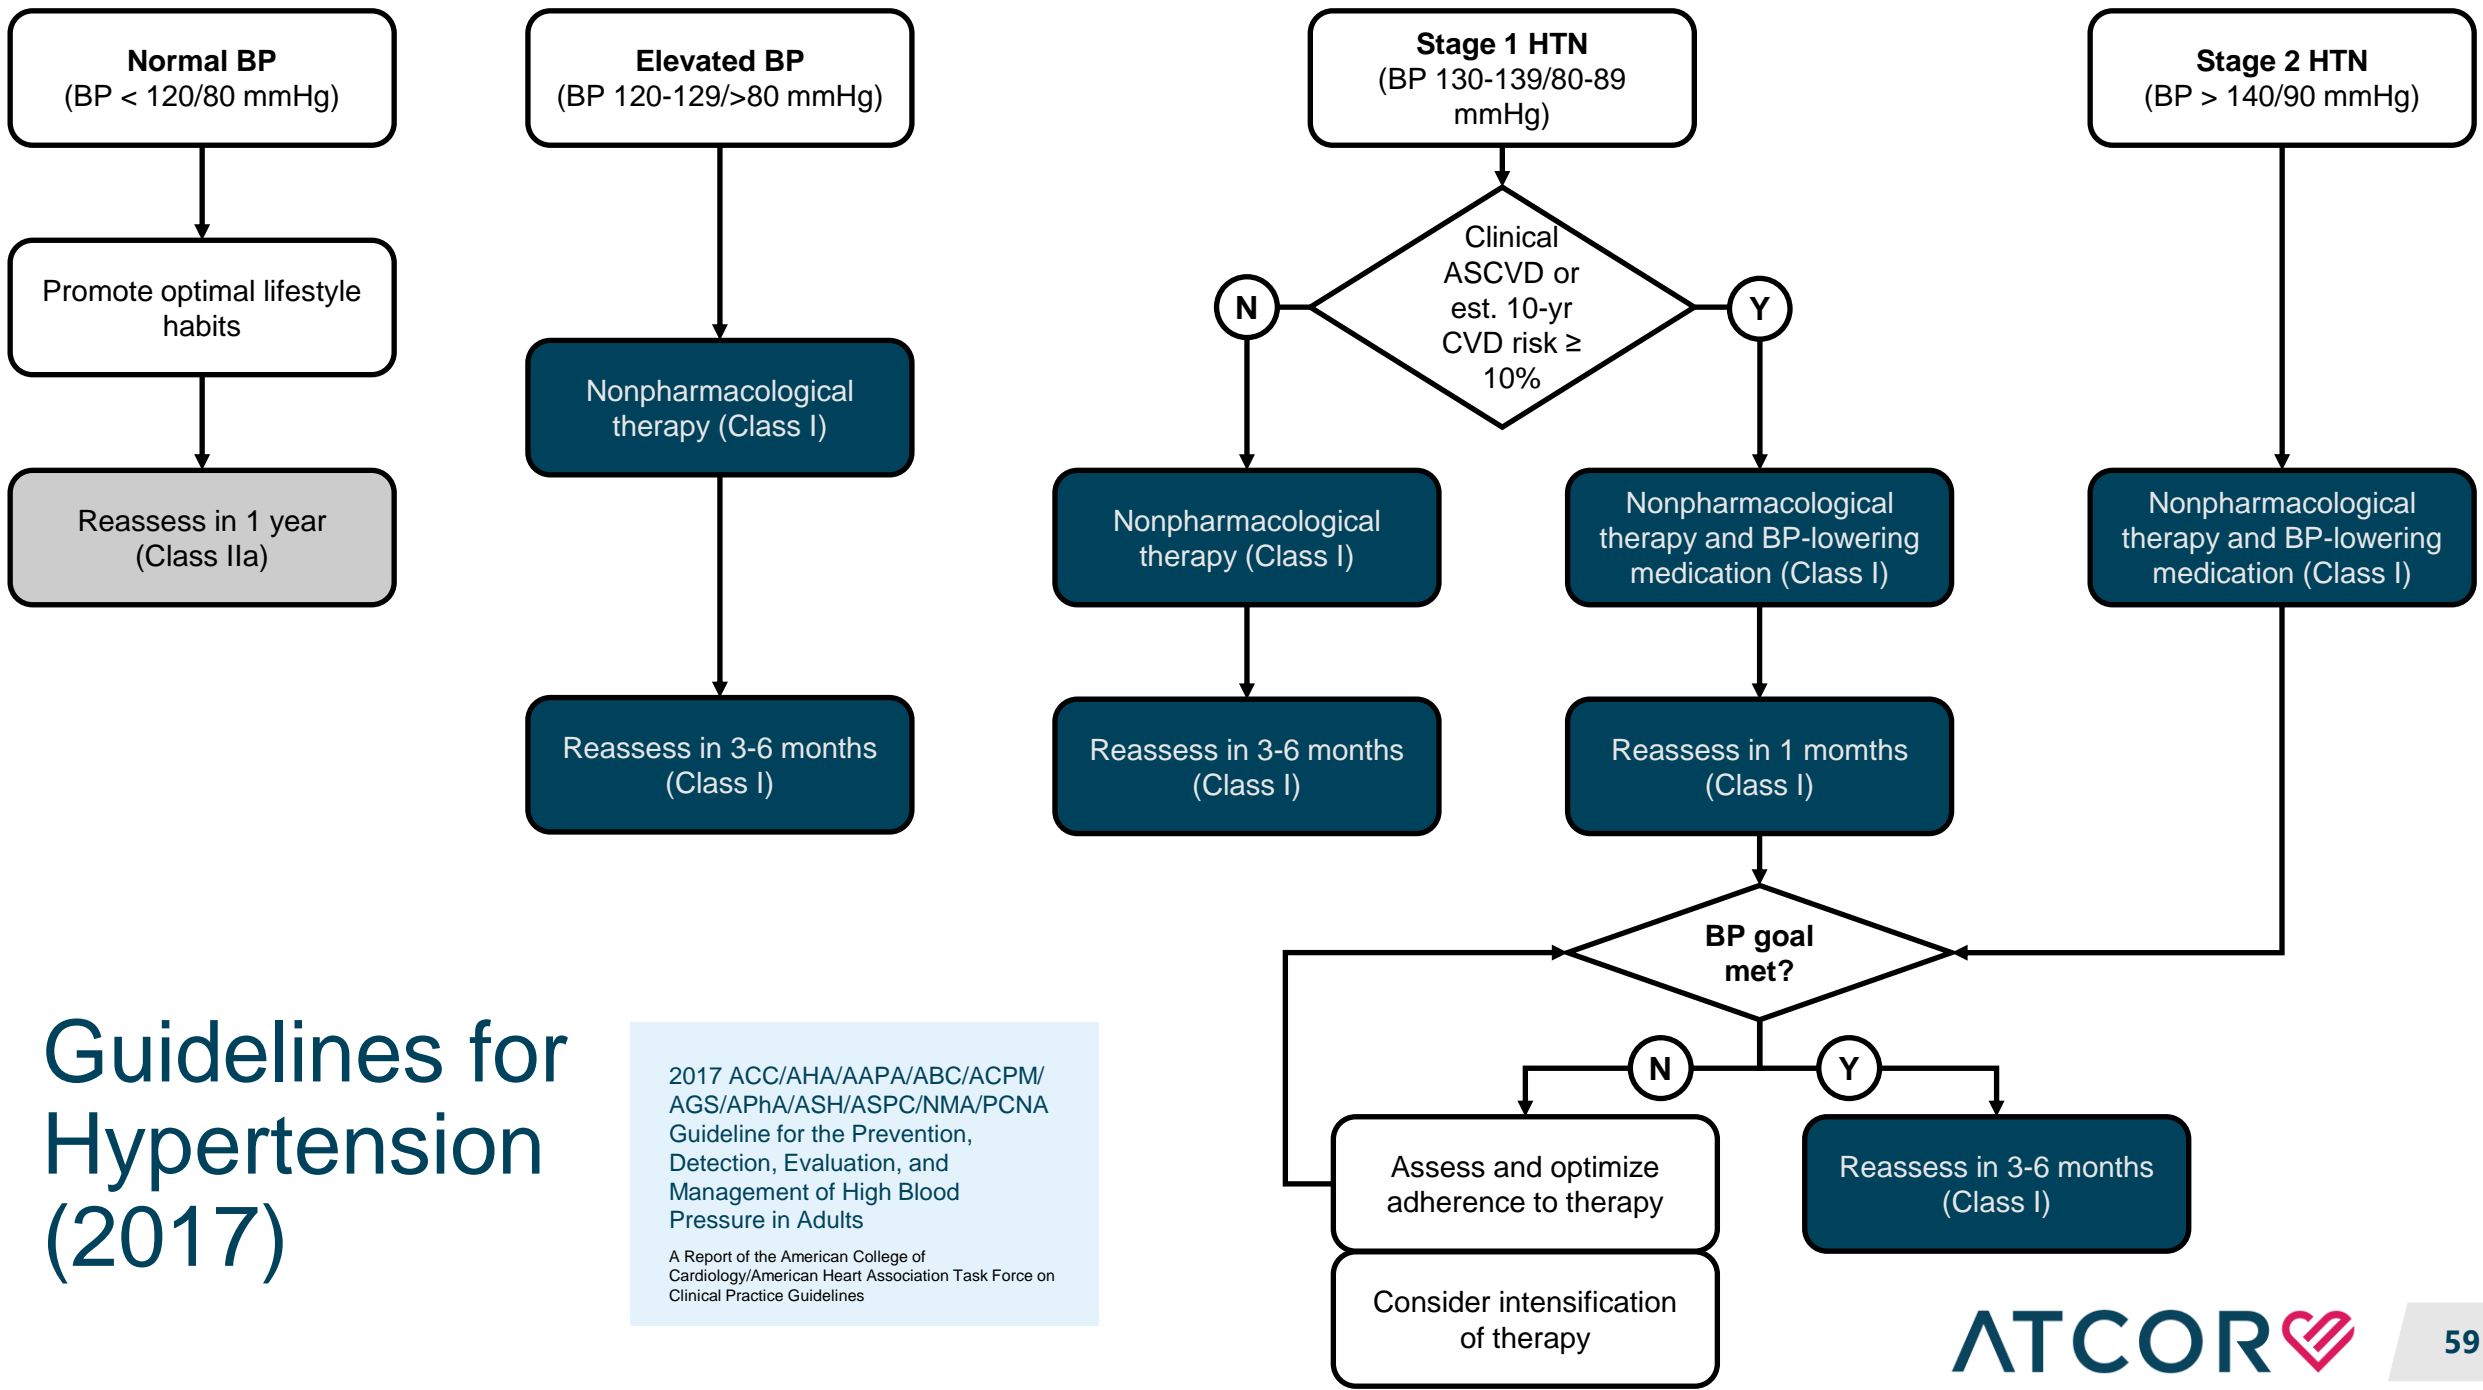 Normal BP
(BP < 120/80 mmHg)
Promote optimal lifestyle
habits
Reassess in 1 year
(Class IIa)
Elevated BP
(BP 120-129/>80 mmHg)
Nonpharmacological
therapy (Class I)
Reassess in 3-6 months
(Class I)
Stage 1 HTN
(BP 130-139/80-89
mmHg)
Clinical
ASCVD or
est. 10-yr
CVD risk ≥
10%
N
Y
Nonpharmacological
therapy (Class I)
Reassess in 3-6 months
(Class I)
Nonpharmacological
therapy and BP-lowering
medication (Class I)
Reassess in 1 momths
(Class I)
Stage 2 HTN
(BP > 140/90 mmHg)
Nonpharmacological
therapy and BP-lowering
medication (Class I)
BP goal
met?
N
Y
Assess and optimize
adherence to therapy
Consider intensification
of therapy
Reassess in 3-6 months
(Class I)
Guidelines for
Hypertension
(2017)
2017 ACC/AHA/AAPA/ABC/ACPM/
AGS/APhA/ASH/ASPC/NMA/PCNA
Guideline for the Prevention,
Detection, Evaluation, and
Management of High Blood
Pressure in Adults
A Report of the American College of
Cardiology/American Heart Association Task Force on
Clinical Practice Guidelines
ATCOR
59